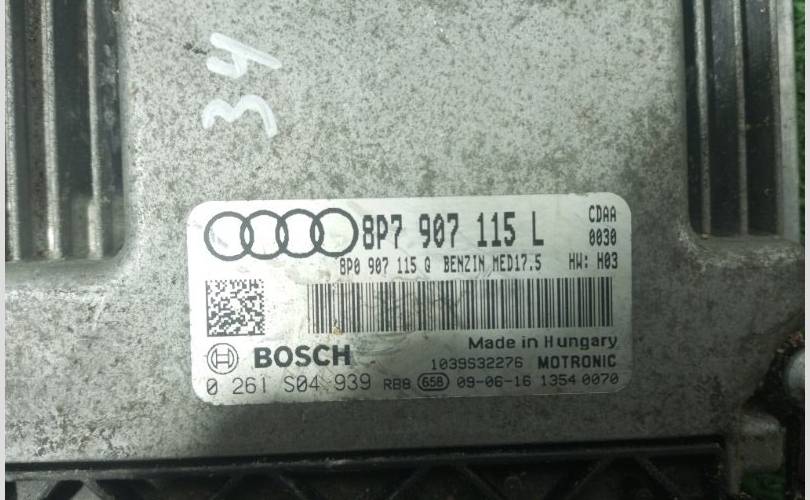 34
8P7 907 115 L CDAA
0030
8P0 907 115 Q BENZIN MED17.5 HW: H03
Made in Hungary
BOSCH 1039S32276 MOTRONIC
0 261 S04 939 RB8 658 09-06-16 1354 0070